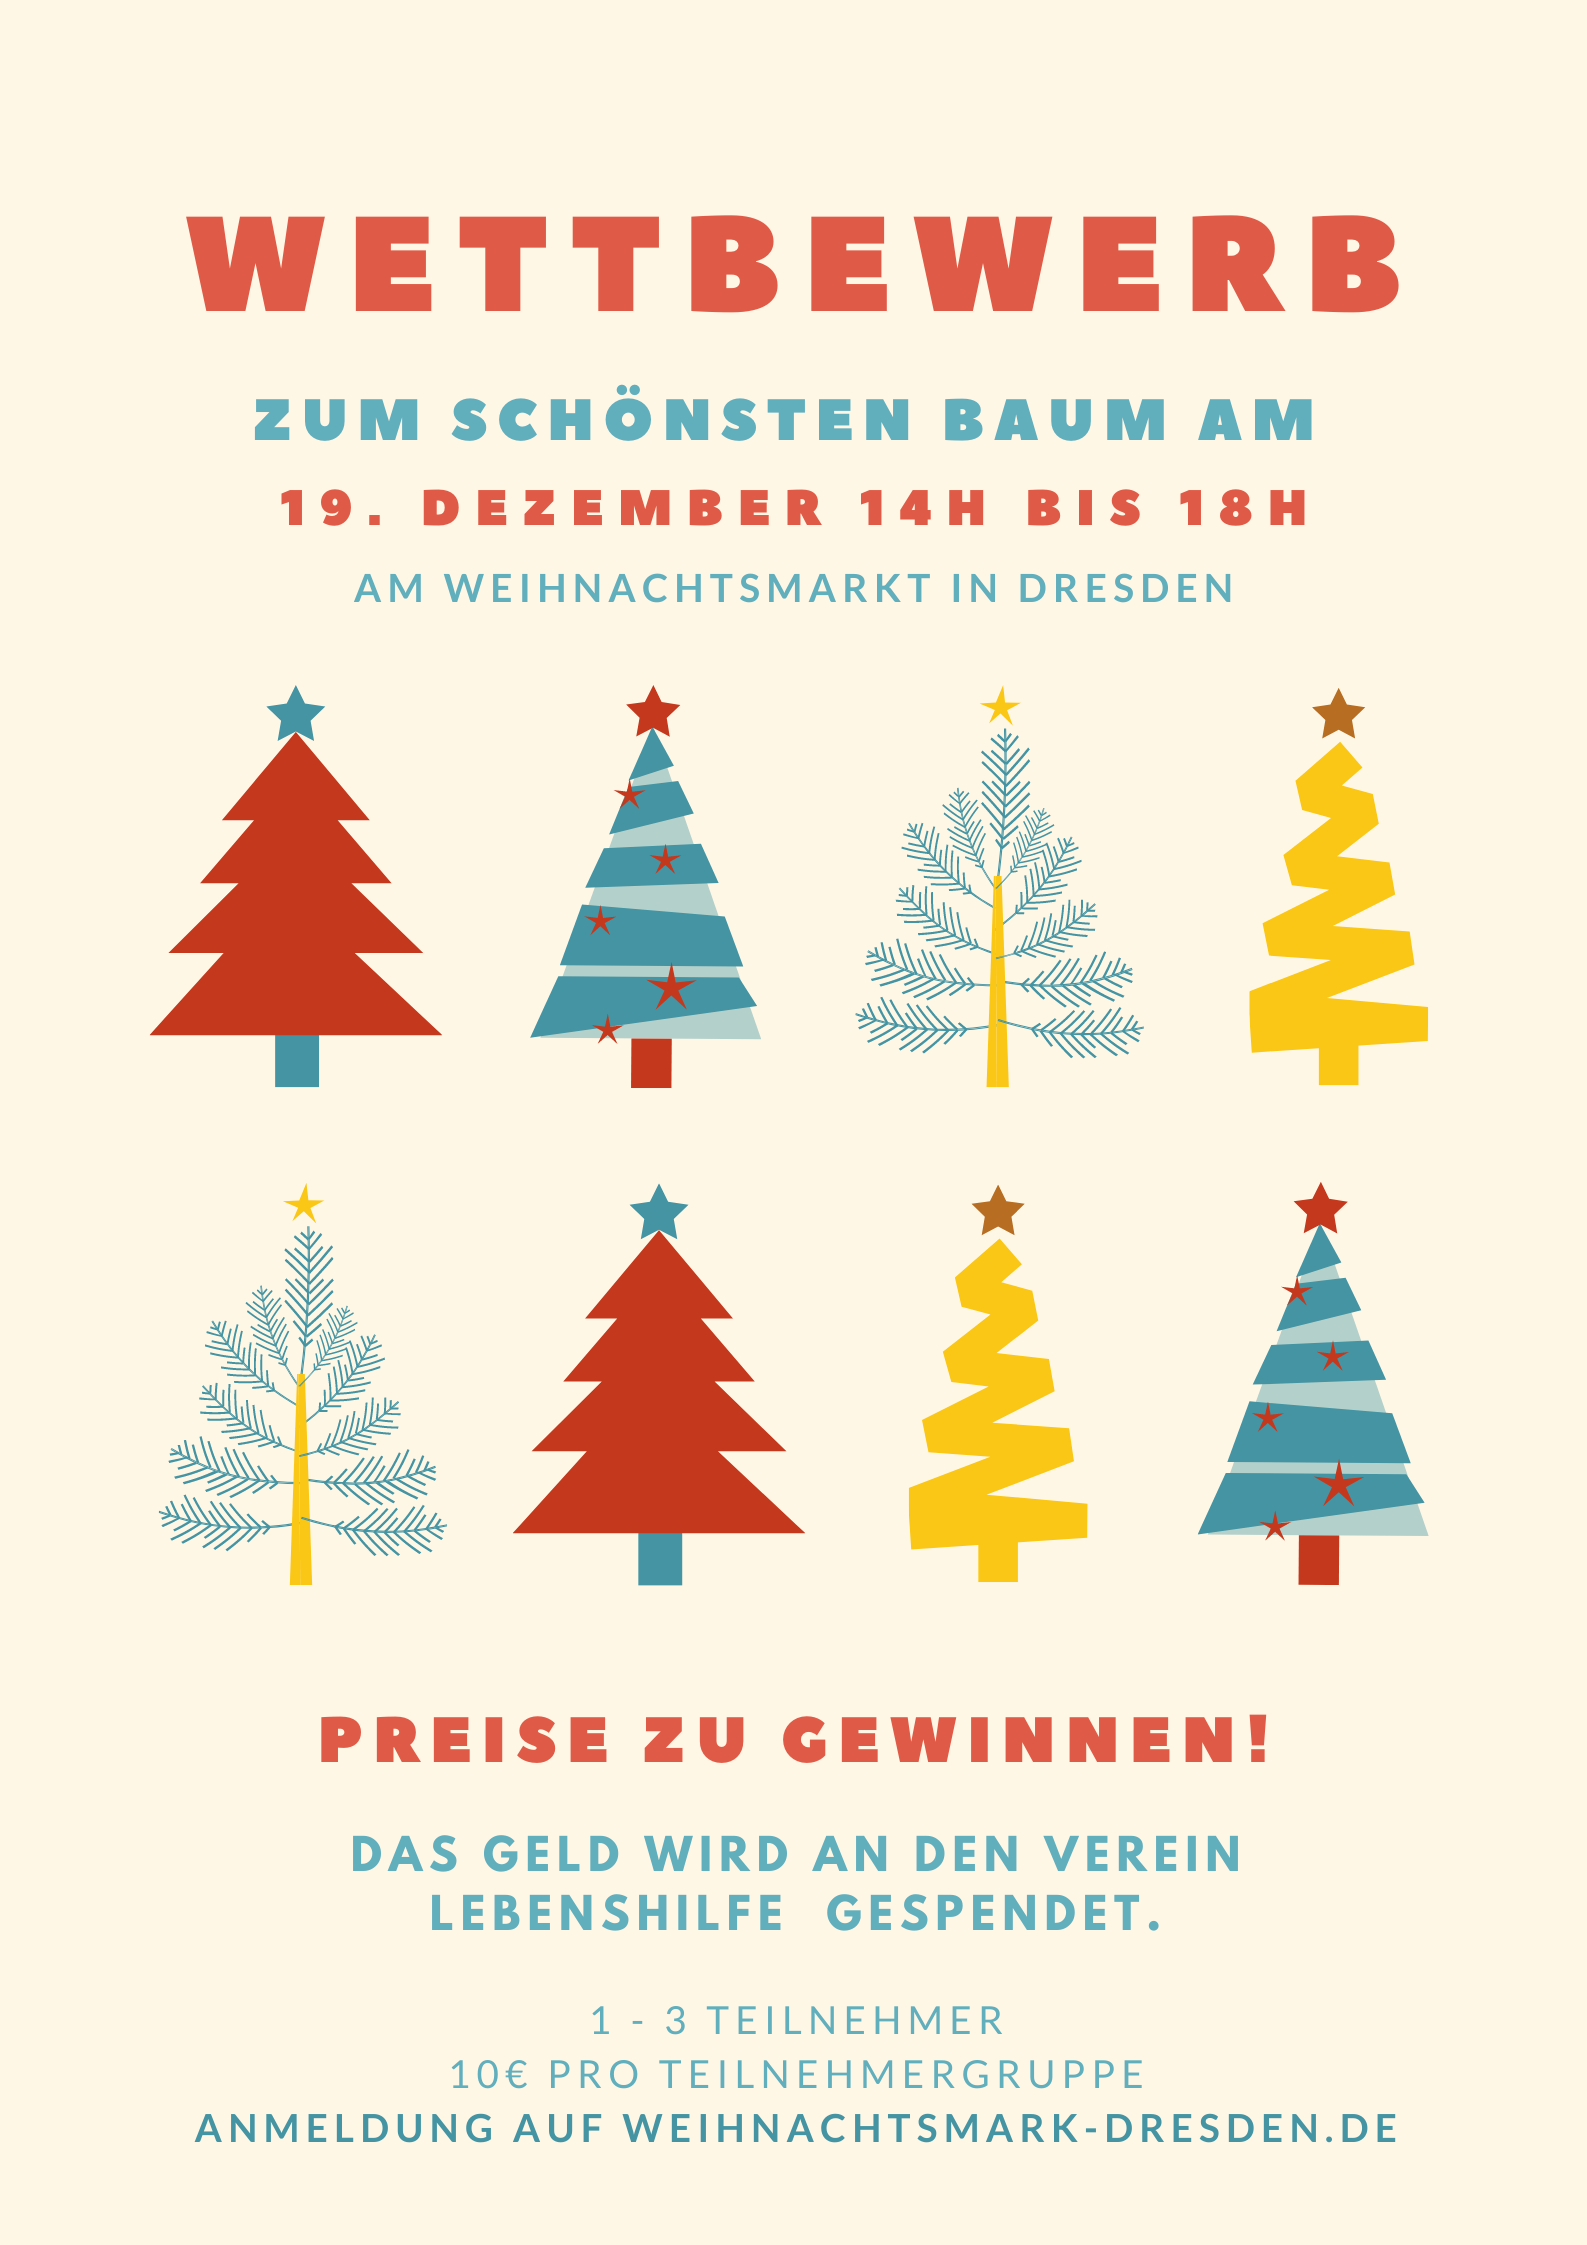 WETTBEWERB
ZUM SCHÖNSTEN BAUM AM
19. DEZEMBER 14H BIS 18H
AM WEIHNACHTSMARKT IN DRESDEN
PREISE ZU GEWINNEN!
DAS GELD WIRD AN DEN VEREIN
LEBENSHILFE GESPENDET.
1 - 3 TEILNEHMER
10€ PRO TEILNEHMERGRUPPE
ANMELDUNG AUF WEIHNACHTSMARK-DRESDEN.DE